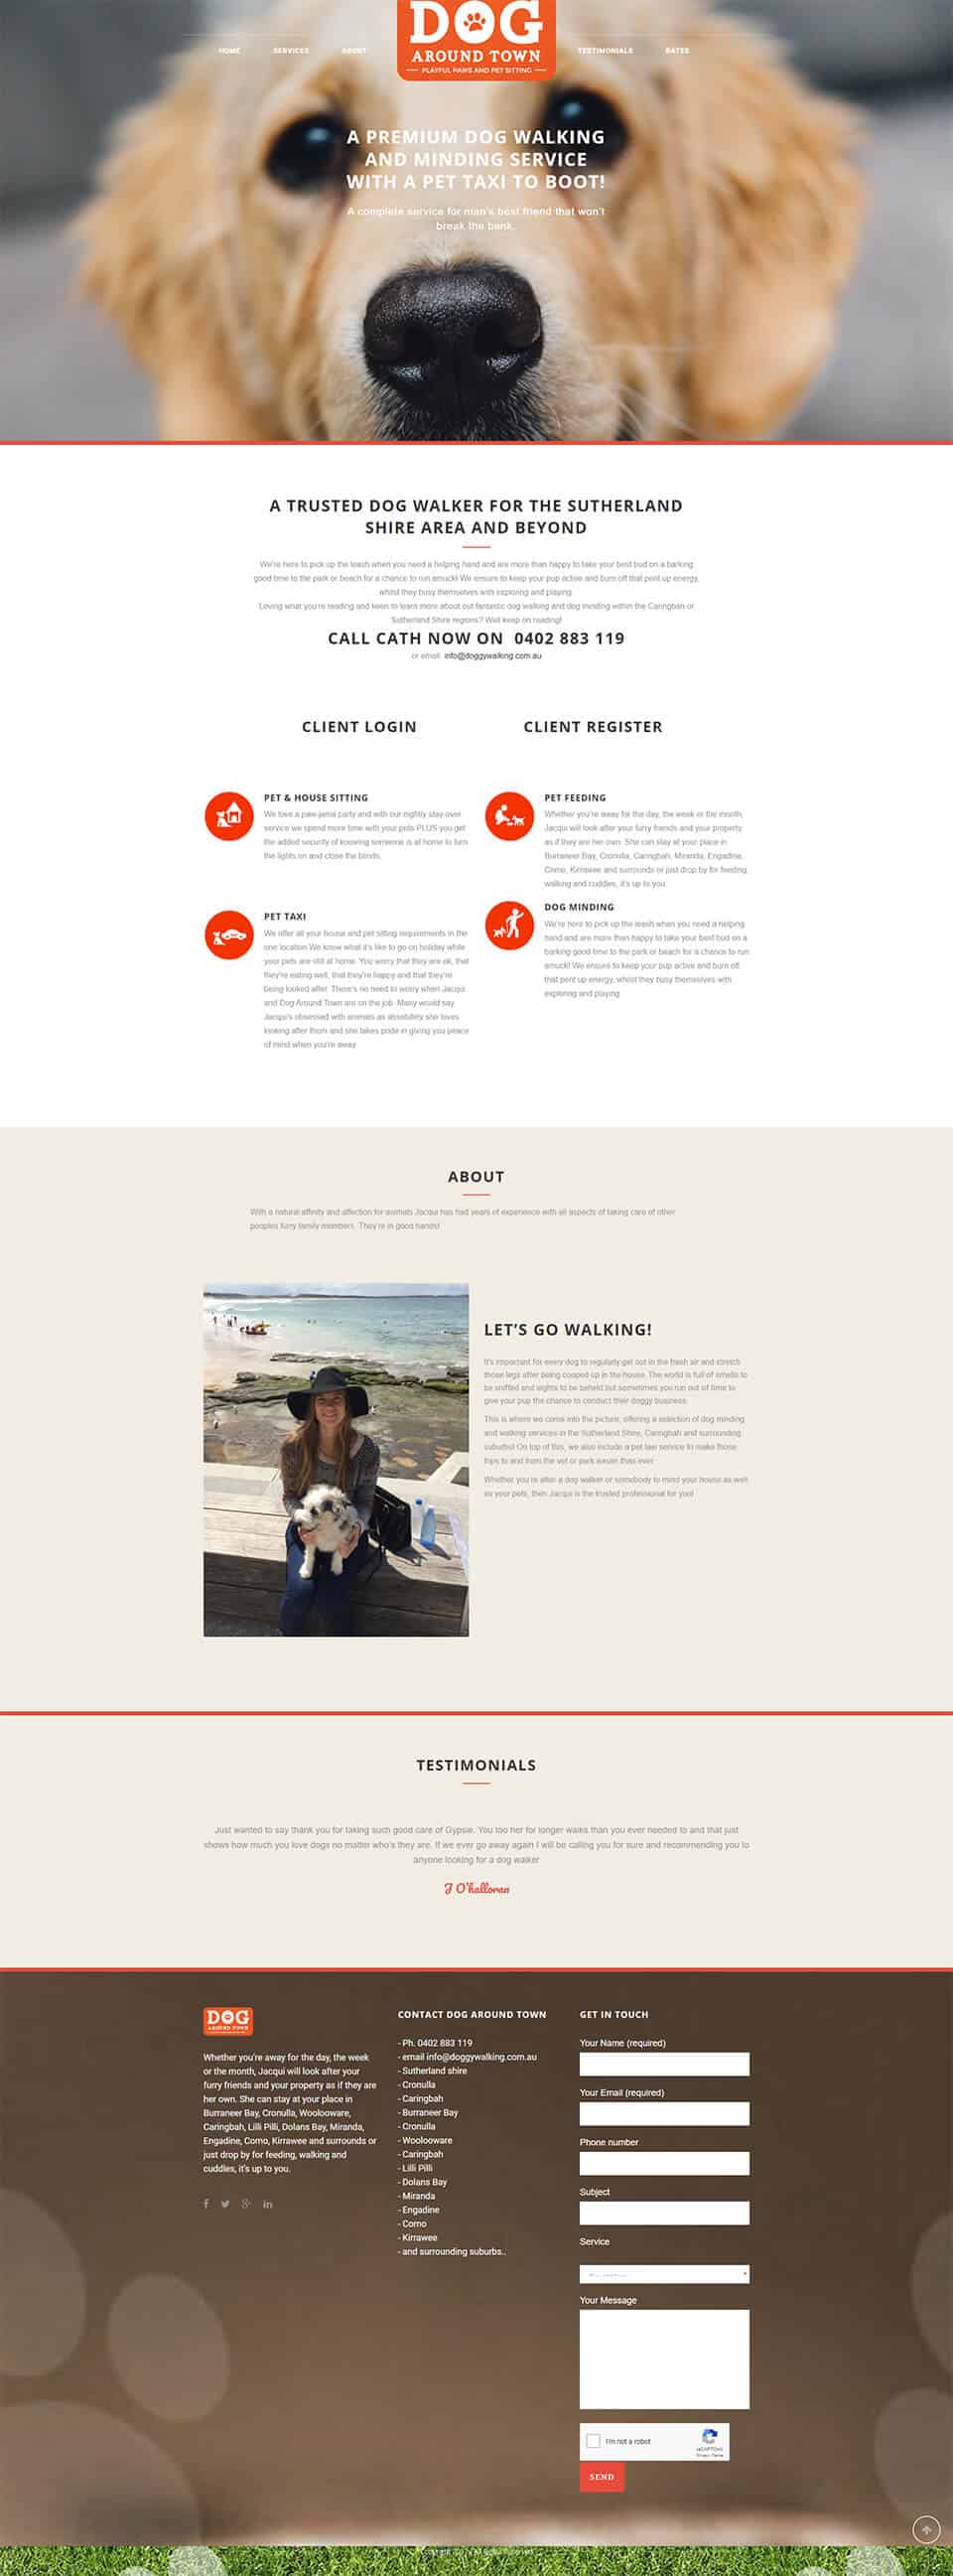 HOME SERVICES ABOUT
DOG
AROUND TOWN
PLAYFUL PAWS AND PET SITTING
TESTIMONIALS RATES
A PREMIUM DOG WALKING
AND MINDING SERVICE
WITH A PET TAXI TO BOOT!
A complete service for man's best friend that won't
break the bank.
A TRUSTED DOG WALKER FOR THE SUTHERLAND
SHIRE AREA AND BEYOND
We're here to pick up the leash when you need a helping hand and are more than happy to take your best bud on a barking
good time to the park or beach for a chance to run amuck! We ensure to keep your pup active and burn off that pent up energy,
whilst they busy themselves with exploring and playing.
Loving what you're reading and keen to learn more about our fantastic dog walking and dog minding within the Caringbah or
Sutherland Shire regions? Well keep on reading!
CALL CATH NOW ON 0402 883 119
or email: info@doggywalking.com.au
CLIENT LOGIN
CLIENT REGISTER
PET & HOUSE SITTING
We love a paw-jama party and with our nightly stay-over
service we spend more time with your pets PLUS you get
the added security of knowing someone is at home to turn
the lights on and close the blinds.
PET FEEDING
Whether you're away for the day, the week or the month,
Jacqui will look after your furry friends and your property
as if they are her own. She can stay at your place in
Burraneer Bay, Cronulla, Caringbah, Miranda, Engadine,
Como, Kirrawee and surrounds or just drop by for feeding,
walking and cuddles, it's up to you.
PET TAXI
We offer all your house and pet sitting requirements in the
one location. We know what it's like to go on holiday while
your pets are still at home. You worry that they are ok, that
they're eating well, that they're happy and that they're
being looked after. There's no need to worry when Jacqui
and Dog Around Town are on the job. Many would say
Jacqui's obsessed with animals as absolutely she loves
looking after them and she takes pride in giving you peace
of mind when you're away.
DOG MINDING
We're here to pick up the leash when you need a helping
hand and are more than happy to take your best bud on a
barking good time to the park or beach for a chance to run
amuck! We ensure to keep your pup active and burn off
that pent up energy, whilst they busy themselves with
exploring and playing.
ABOUT
With a natural affinity and affection for animals Jacqui has had years of experience with all aspects of taking care of other
peoples furry family members. They're in good hands!
LET'S GO WALKING!
It's important for every dog to regularly get out in the fresh air and stretch
those legs after being cooped up in the house. The world is full of smells to
be sniffed and sights to be beheld but sometimes you run out of time to
give your pup the chance to conduct their doggy business.
This is where we come into the picture, offering a selection of dog minding
and walking services in the Sutherland Shire, Caringbah and surrounding
suburbs! On top of this, we also include a pet taxi service to make those
trips to and from the vet or park easier than ever.
Whether you're after a dog walker or somebody to mind your house as well
as your pets, then Jacqui is the trusted professional for you!
TESTIMONIALS
Just wanted to say thank you for taking such good care of Gypsie. You too her for longer walks than you ever needed to and that just
shows how much you love dogs no matter who's they are. If we ever go away again I will be calling you for sure and recommending you to
anyone looking for a dog walker
J O'halloran
DOG
AROUND TOWN
Whether you're away for the day, the week
or the month, Jacqui will look after your
furry friends and your property as if they are
her own. She can stay at your place in
Burraneer Bay, Cronulla, Woolooware,
Caringbah, Lilli Pilli, Dolans Bay, Miranda,
Engadine, Como, Kirrawee and surrounds or
just drop by for feeding, walking and
cuddles, it's up to you.
CONTACT DOG AROUND TOWN
- Ph. 0402 883 119
- email info@doggywalking.com.au
- Sutherland shire
- Cronulla
- Caringbah
- Burraneer Bay
- Cronulla
- Woolooware
- Caringbah
- Lilli Pilli
- Dolans Bay
- Miranda
- Engadine
- Como
- Kirrawee
- and surrounding suburbs..
GET IN TOUCH
Your Name (required)
Your Email (required)
Phone number
Subject
Service
Your Message
I'm not a robot
reCAPTCHA
Privacy - Terms
SEND